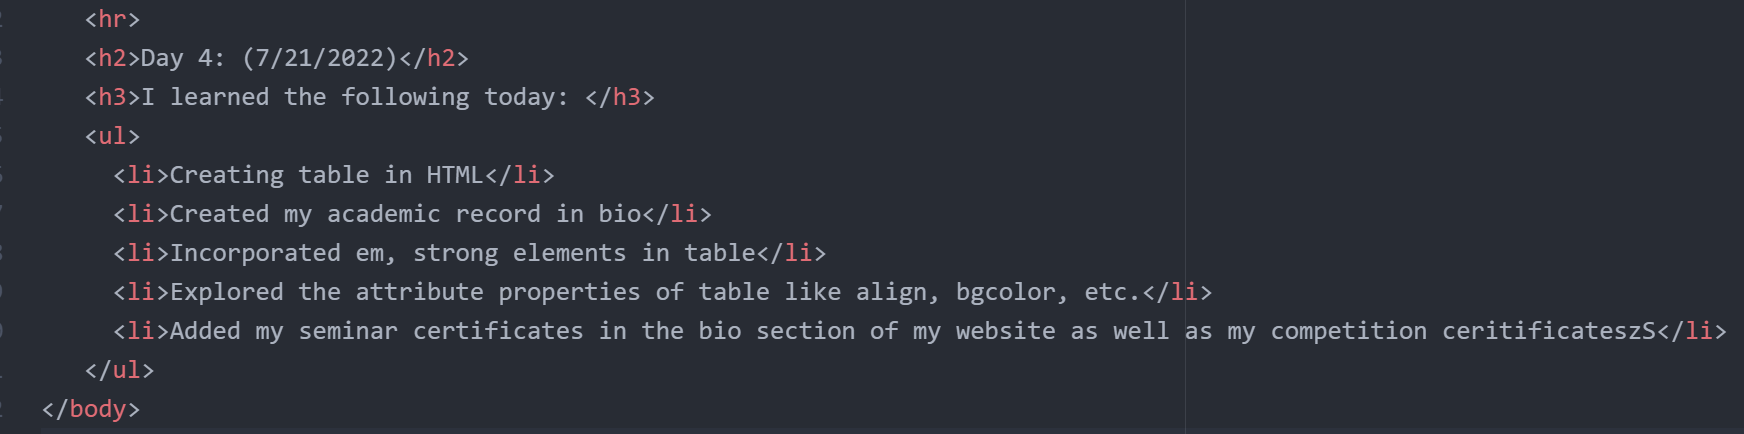 <hr>
<h2>Day 4: (7/21/2022)</h2>
<h3>I learned the following today: </h3>
<ul>
<li>Creating table in HTML</li>
<li>Created my academic record in bio</li>
<li>Incorporated em, strong elements in table</li>
<li>Explored the attribute properties of table like align, bgcolor, etc.</li>
<li>Added my seminar certificates in the bio section of my website as well as my competition ceritificateszS</li>
</ul>
</body>